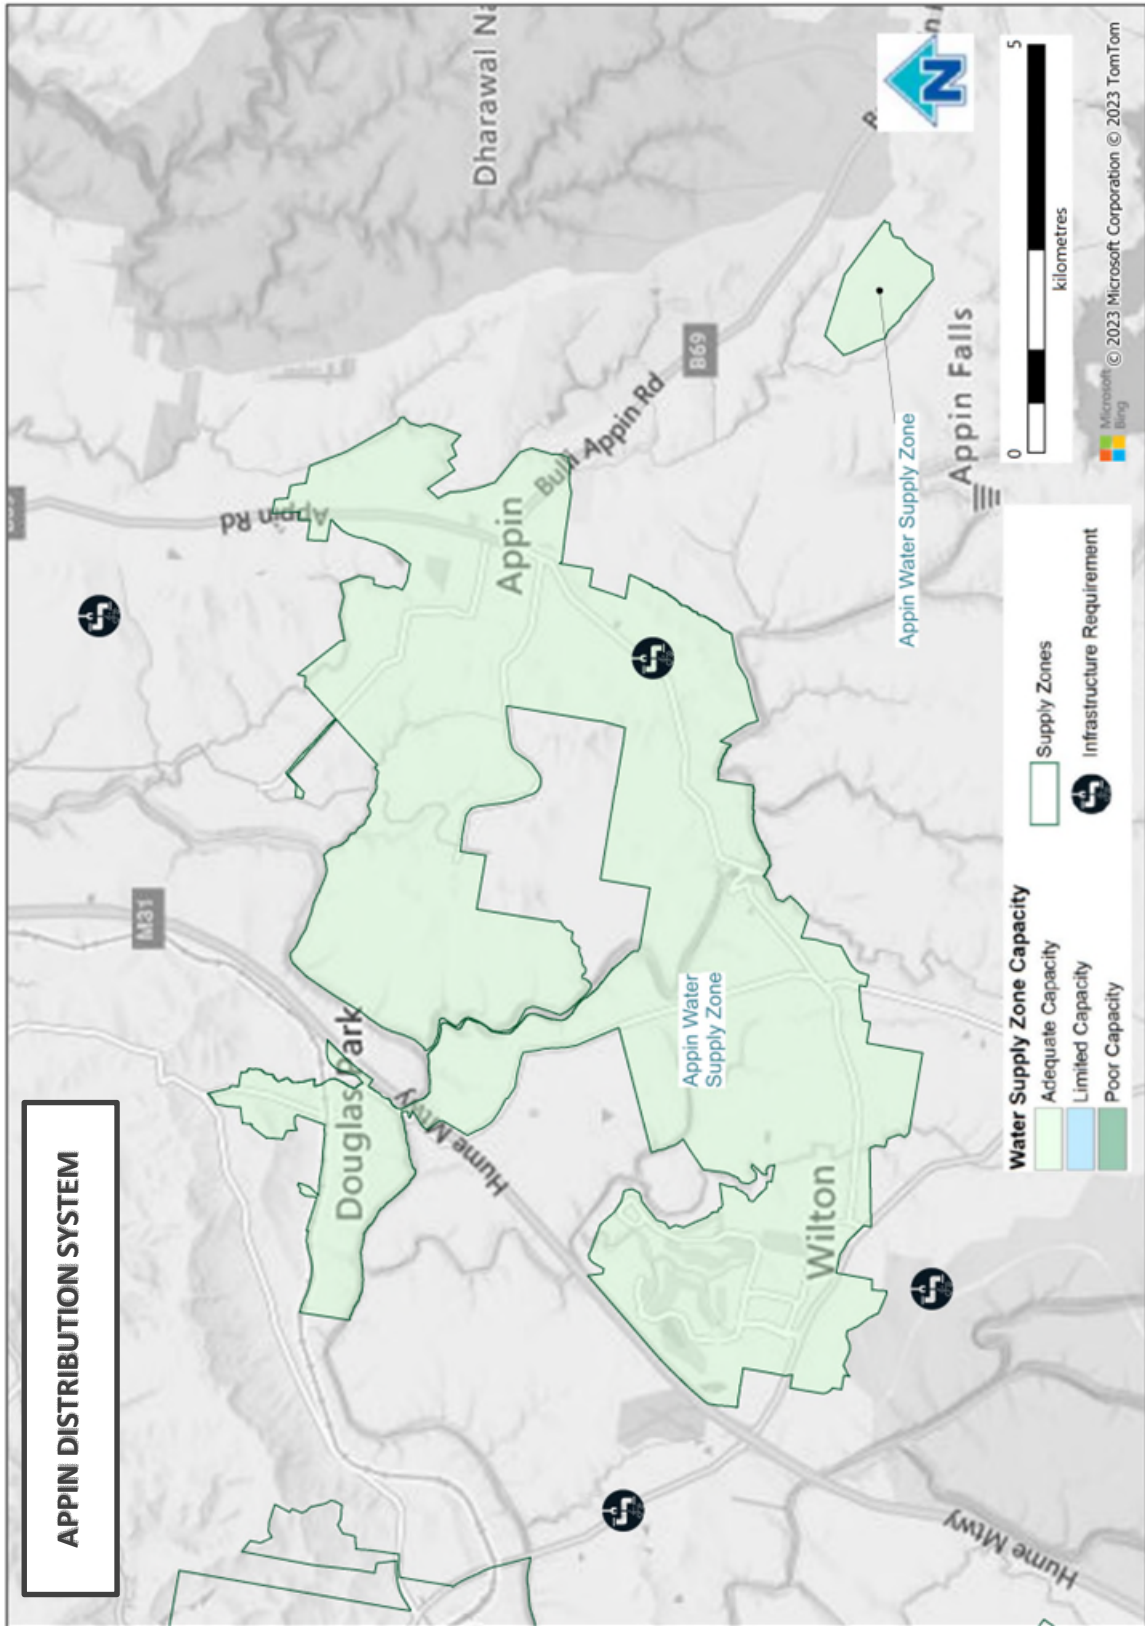 APPIN DISTRIBUTION SYSTEM
M31
Appin Rd
Dharawal Na
Douglas Park
Hume Mtwy
Appin
Bulli Appin Rd
B69
N
Appin Water
Supply Zone
Wilton
Appin Water Supply Zone
Appin Falls
Hume Mtwy
Water Supply Zone Capacity
Adequate Capacity
Limited Capacity
Poor Capacity
Supply Zones
Infrastructure Requirement
0
5
kilometres
Microsoft
Bing
© 2023 Microsoft Corporation © 2023 TomTom